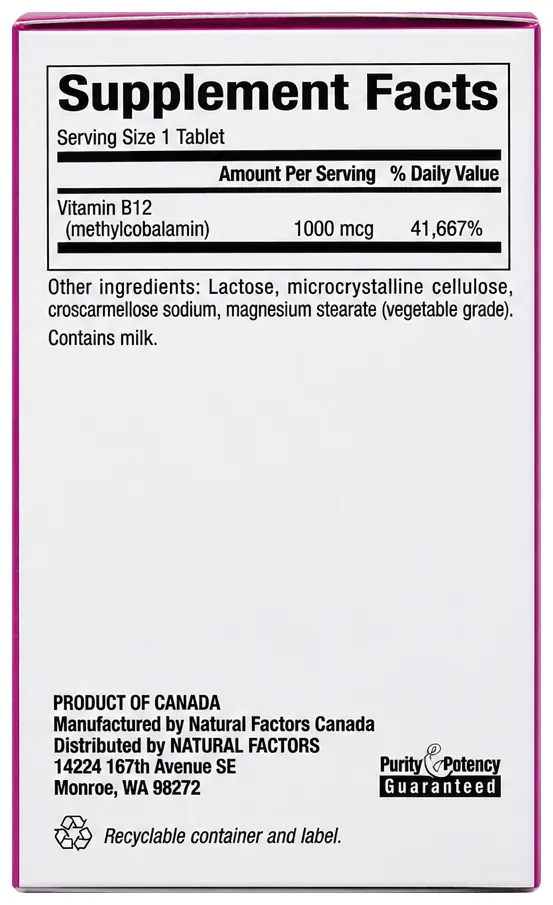 Supplement Facts
Serving Size 1 Tablet
Amount Per Serving % Daily Value
Vitamin B12
(methylcobalamin) 1000 mcg 41,667%
Other ingredients: Lactose, microcrystalline cellulose,
croscarmellose sodium, magnesium stearate (vegetable grade).
Contains milk.
PRODUCT OF CANADA
Manufactured by Natural Factors Canada
Distributed by NATURAL FACTORS
14224 167th Avenue SE
Monroe, WA 98272
Purity & Potency
Guaranteed
Recyclable container and label.